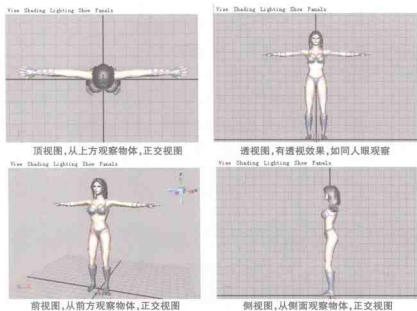 View Shading Lighting Show Panels
View Shading Lighting Show Panels
顶视图,从上方观察物体,正交视图
透视图,有透视效果,如同人眼观察
View Shading Lighting Show Panels
View Shading Lighting Show Panels
前视图,从前方观察物体,正交视图
侧视图,从侧面观察物体,正交视图